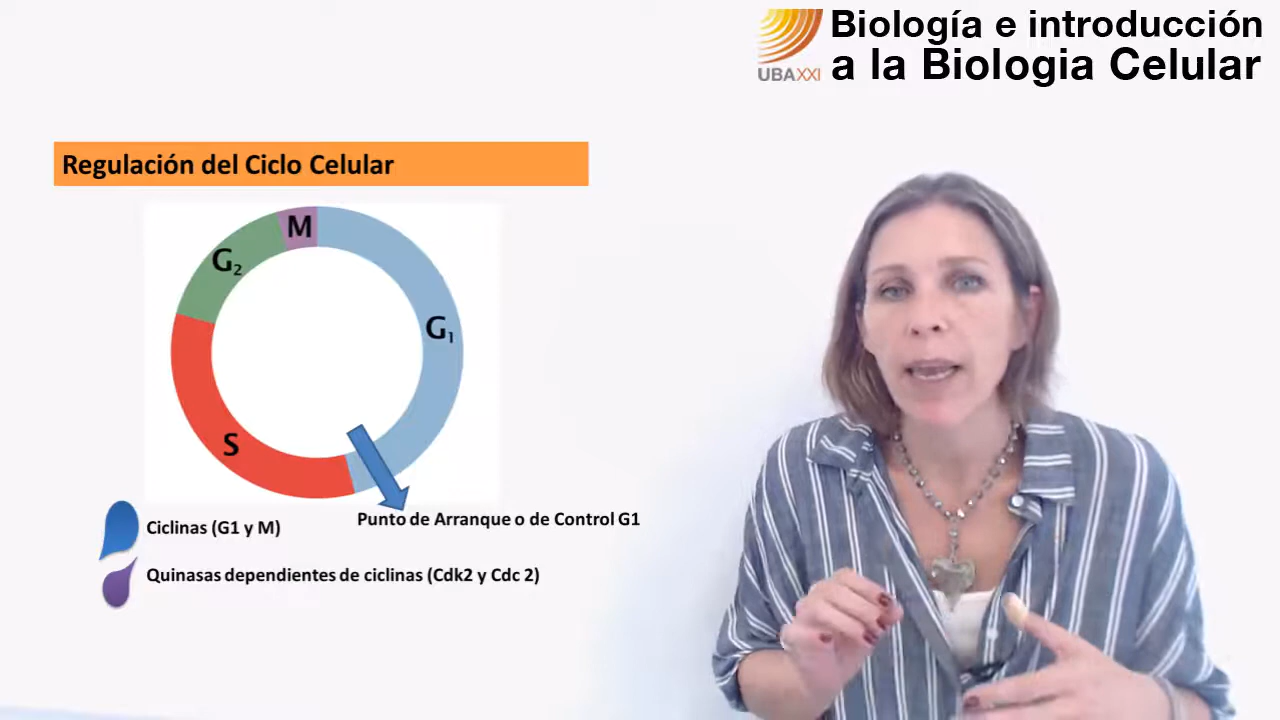 Biología e introducción
a la Biologia Celular
UBAXXI
Regulación del Ciclo Celular
M
G2
G1
S
Punto de Arranque o de Control G1
Ciclinas (G1 y M)
Quinasas dependientes de ciclinas (Cdk2 y Cdc 2)